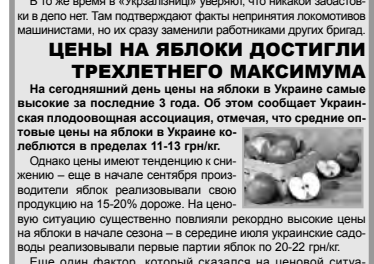 В то же время в «Укрзалізниці» уверяют, что никакой забастов-
ки в депо нет. Там подтверждают факты непринятия локомотивов
машинистами, но их сразу заменили работниками других бригад.
ЦЕНЫ НА ЯБЛОКИ ДОСТИГЛИ
ТРЕХЛЕТНЕГО МАКСИМУМА
На сегодняшний день цены на яблоки в Украине самые
высокие за последние 3 года. Об этом сообщает Украин-
ская плодоовощная ассоциация, отмечая, что средние оп-
товые цены на яблоки в Украине ко-
леблются в пределах 11-13 грн/кг.
Однако цены имеют тенденцию к сни-
жению – еще в начале сентября произ-
водители яблок реализовывали свою
продукцию на 15-20% дороже. На цено-
вую ситуацию существенно повлияли рекордно высокие цены
на яблоки в начале сезона – в середине июля украинские садо-
воды реализовывали первые партии яблок по 20-22 грн/кг.
Еще один фактор, который сказался на ценовой ситуа-